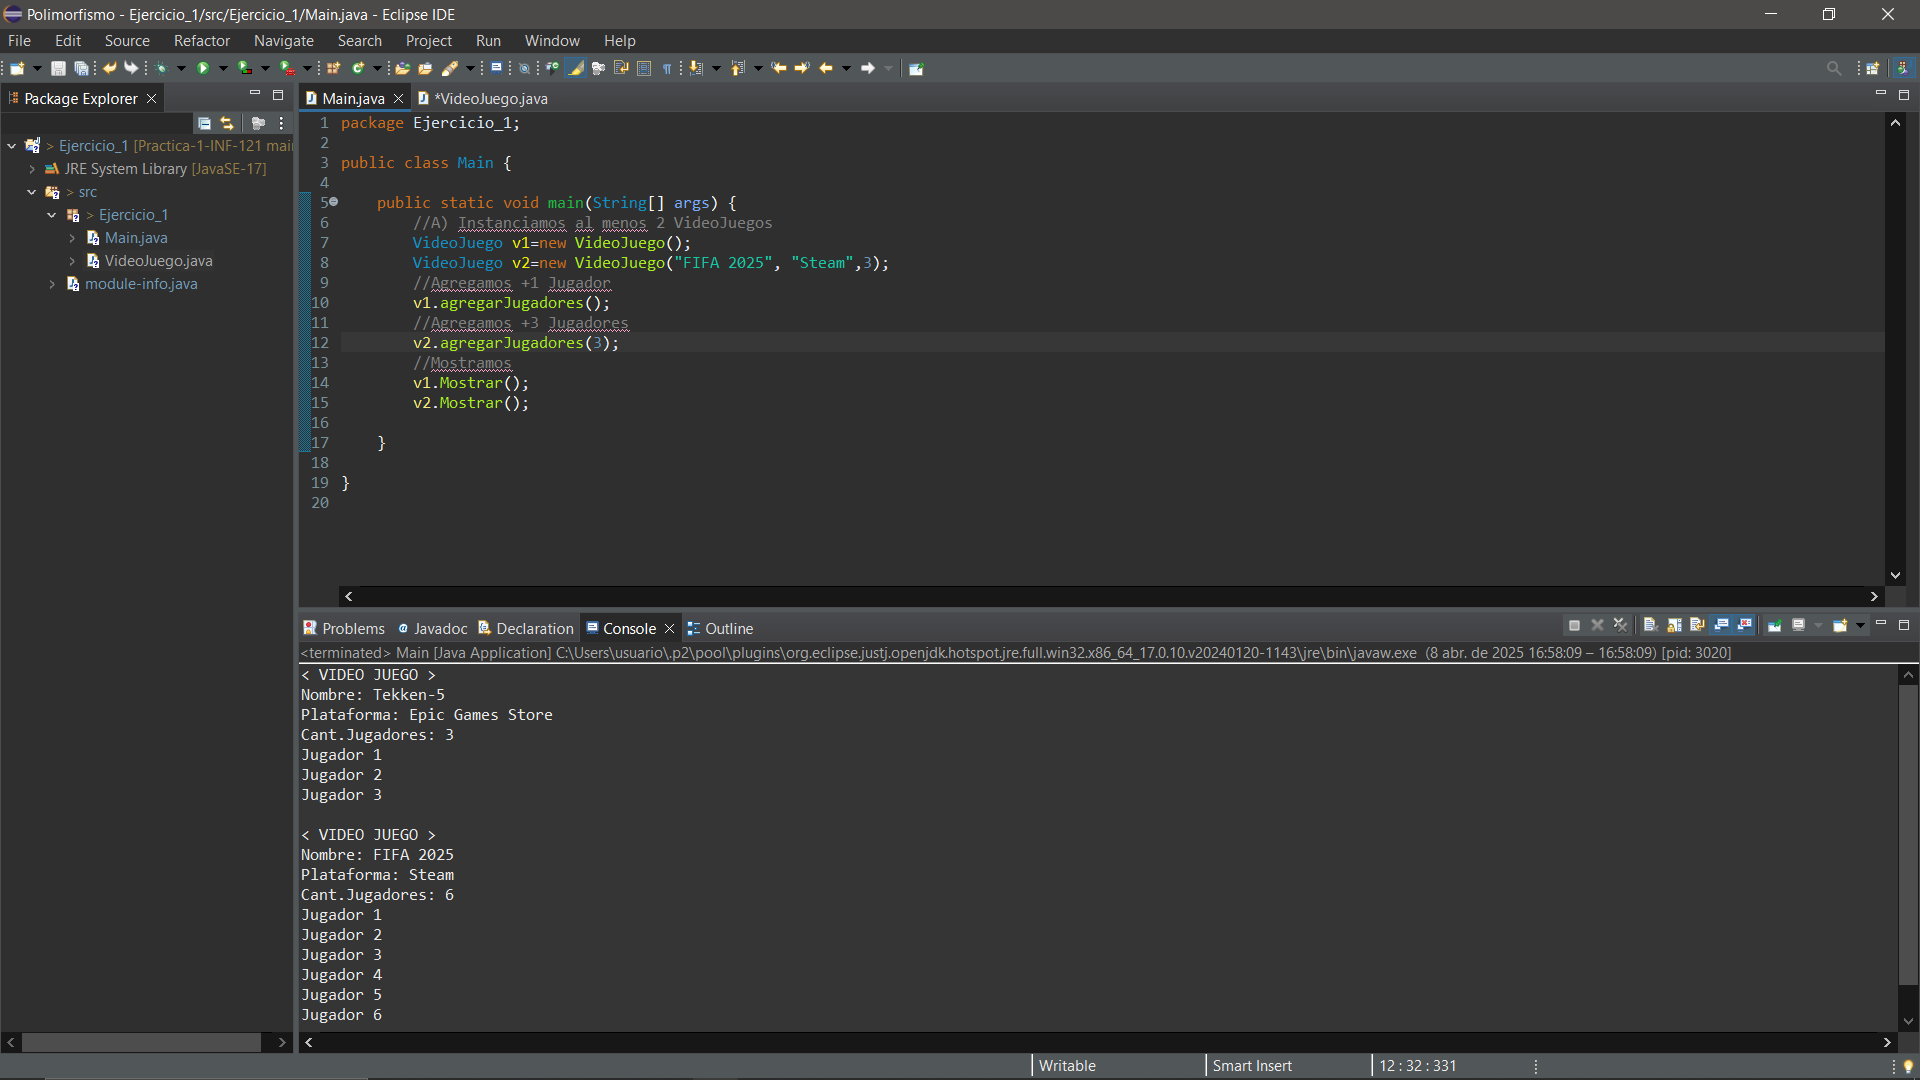 Polimorfismo - Ejercicio_1/src/Ejercicio_1/Main.java - Eclipse IDE
File Edit Source Refactor Navigate Search Project Run Window Help
Package Explorer
> Ejercicio_1 [Practica-1-INF-121 mai
JRE System Library [JavaSE-17]
> src
> Ejercicio_1
Main.java
VideoJuego.java
module-info.java
Main.java *VideoJuego.java
1 package Ejercicio_1;
2
3 public class Main {
4
5 public static void main(String[] args) {
6 //A) Instanciamos al menos 2 VideoJuegos
7 VideoJuego v1=new VideoJuego();
8 VideoJuego v2=new VideoJuego("FIFA 2025", "Steam",3);
9 //Agregamos +1 Jugador
10 v1.agregarJugadores();
11 //Agregamos +3 Jugadores
12 v2.agregarJugadores(3);
13 //Mostramos
14 v1.Mostrar();
15 v2.Mostrar();
16
17 }
18
19 }
20
Problems Javadoc Declaration Console Outline
<terminated> Main [Java Application] C:\Users\usuario\.p2\pool\plugins\org.eclipse.justj.openjdk.hotspot.jre.full.win32.x86_64_17.0.10.v20240120-1143\jre\bin\javaw.exe (8 abr. de 2025 16:58:09 – 16:58:09) [pid: 3020]
< VIDEO JUEGO >
Nombre: Tekken-5
Plataforma: Epic Games Store
Cant.Jugadores: 3
Jugador 1
Jugador 2
Jugador 3

< VIDEO JUEGO >
Nombre: FIFA 2025
Plataforma: Steam
Cant.Jugadores: 6
Jugador 1
Jugador 2
Jugador 3
Jugador 4
Jugador 5
Jugador 6
Writable Smart Insert 12 : 32 : 331